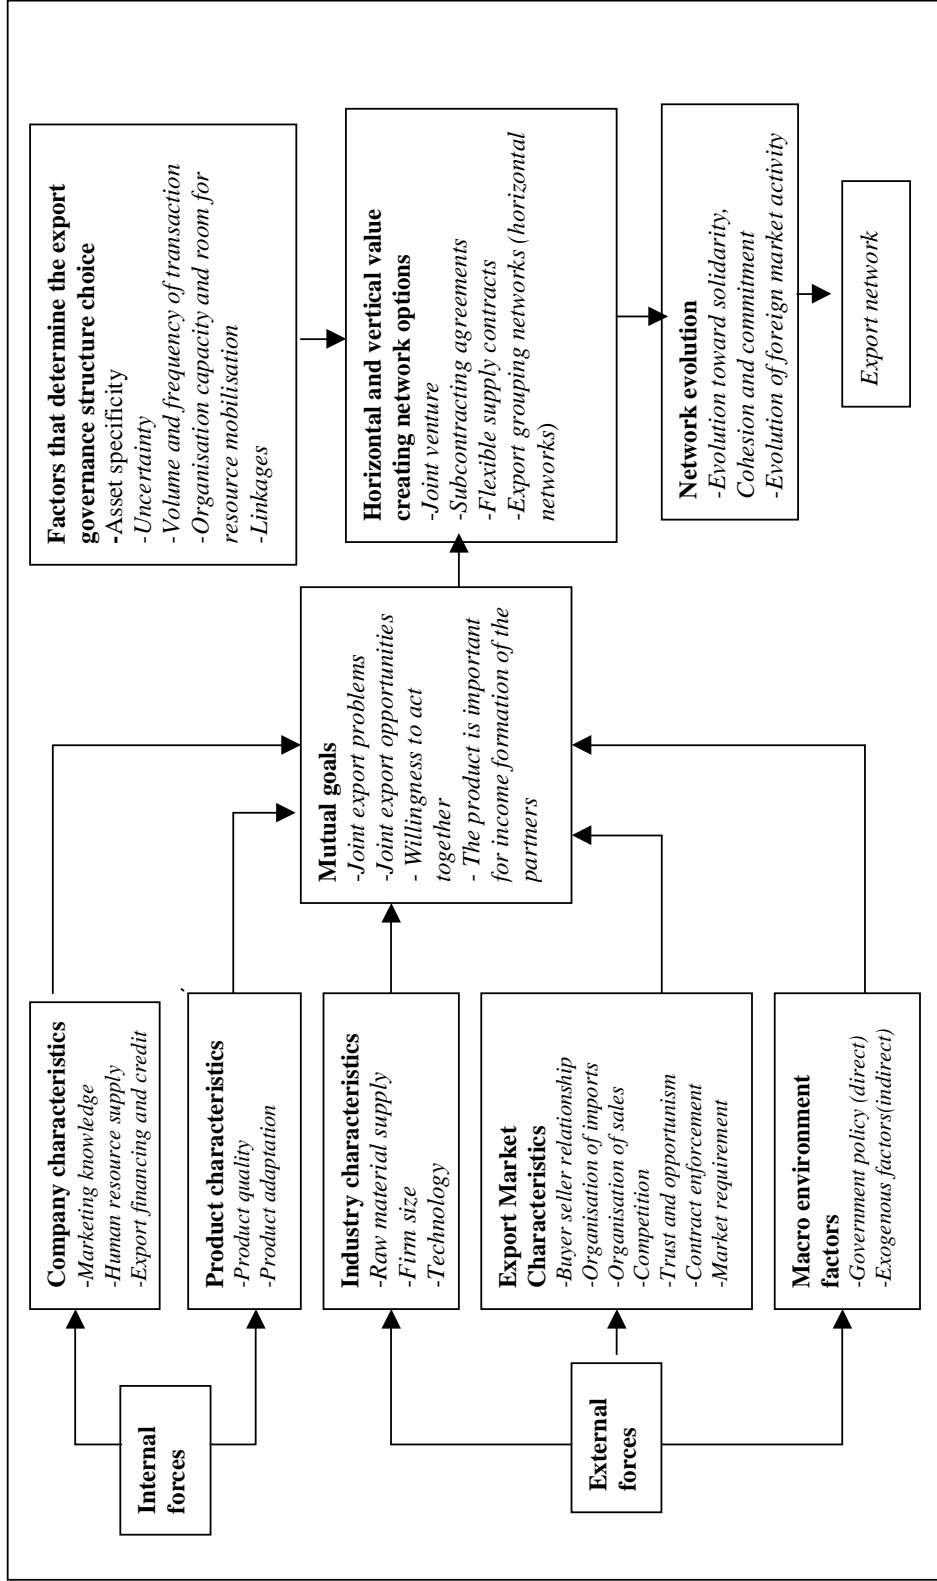 Internal
forces
External
forces
Company characteristics
-Marketing knowledge
-Human resource supply
-Export financing and credit
Product characteristics
-Product quality
-Product adaptation
Industry characteristics
-Raw material supply
-Firm size
-Technology
Export Market
Characteristics
-Buyer seller relationship
-Organisation of imports
-Organisation of sales
-Competition
-Trust and opportunism
-Contract enforcement
-Market requirement
Macro environment
factors
-Government policy (direct)
-Exogenous factors(indirect)
Mutual goals
-Joint export problems
-Joint export opportunities
- Willingness to act
together
- The product is important
for income formation of the
partners
Factors that determine the export
governance structure choice
-Asset specificity
-Uncertainty
-Volume and frequency of transaction
-Organisation capacity and room for
resource mobilisation
-Linkages
Horizontal and vertical value
creating network options
-Joint venture
-Subcontracting agreements
-Flexible supply contracts
-Export grouping networks (horizontal
networks)
Network evolution
-Evolution toward solidarity,
Cohesion and commitment
-Evolution of foreign market activity
Export network